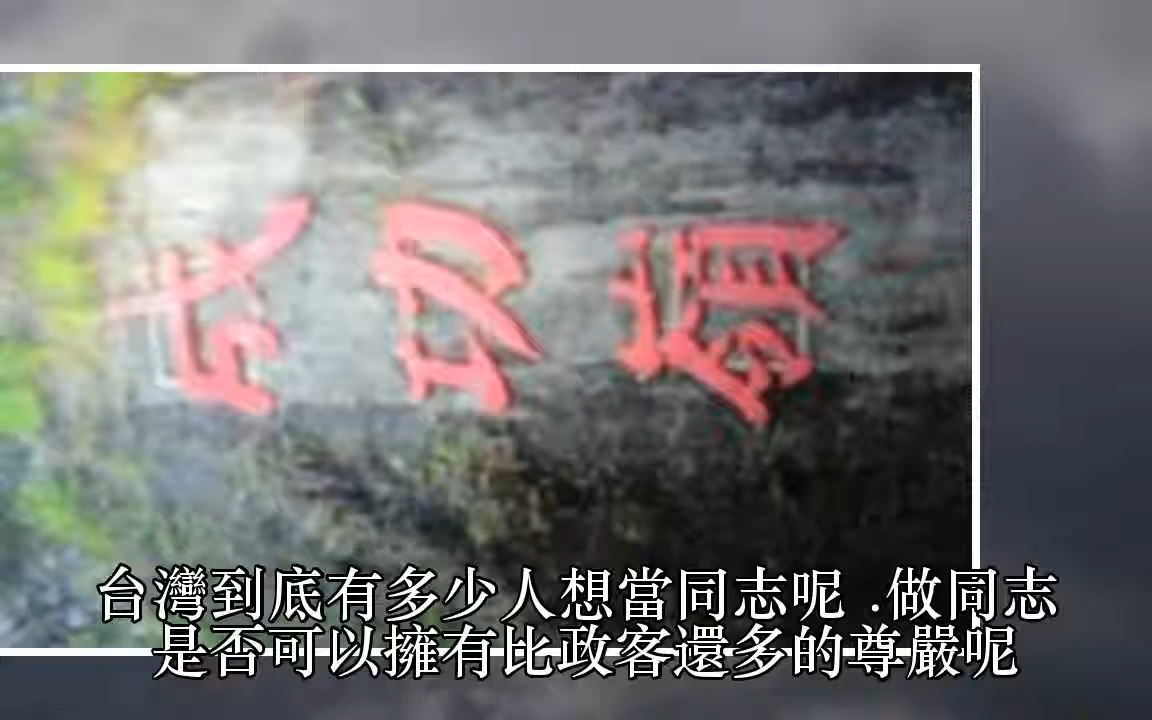 台灣到底有多少人想當同志呢 .做同志
是否可以擁有比政客還多的尊嚴呢